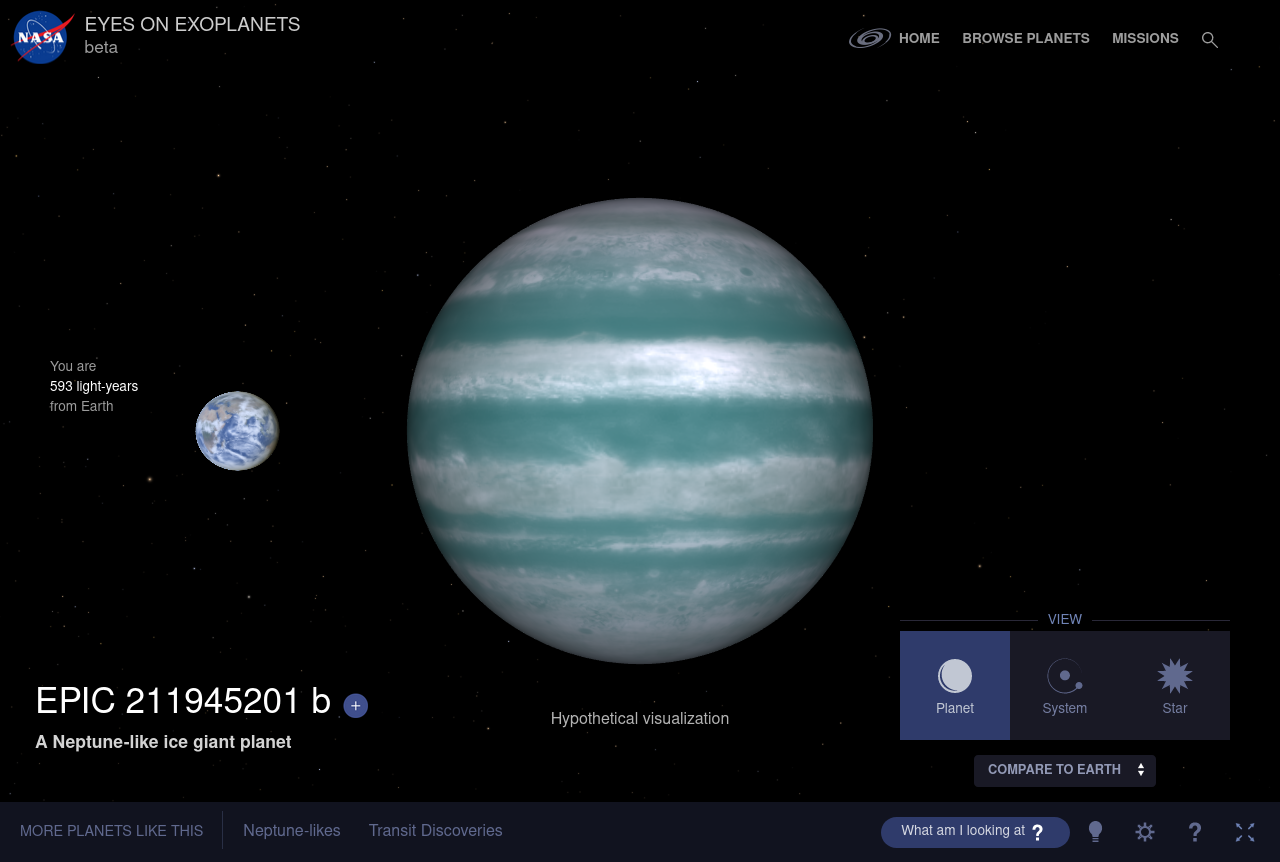 NASA
EYES ON EXOPLANETS
beta
HOME
BROWSE PLANETS
MISSIONS
You are
593 light-years
from Earth
EPIC 211945201 b +
A Neptune-like ice giant planet
Hypothetical visualization
VIEW
Planet
System
Star
COMPARE TO EARTH
MORE PLANETS LIKE THIS
Neptune-likes
Transit Discoveries
What am I looking at ?
?